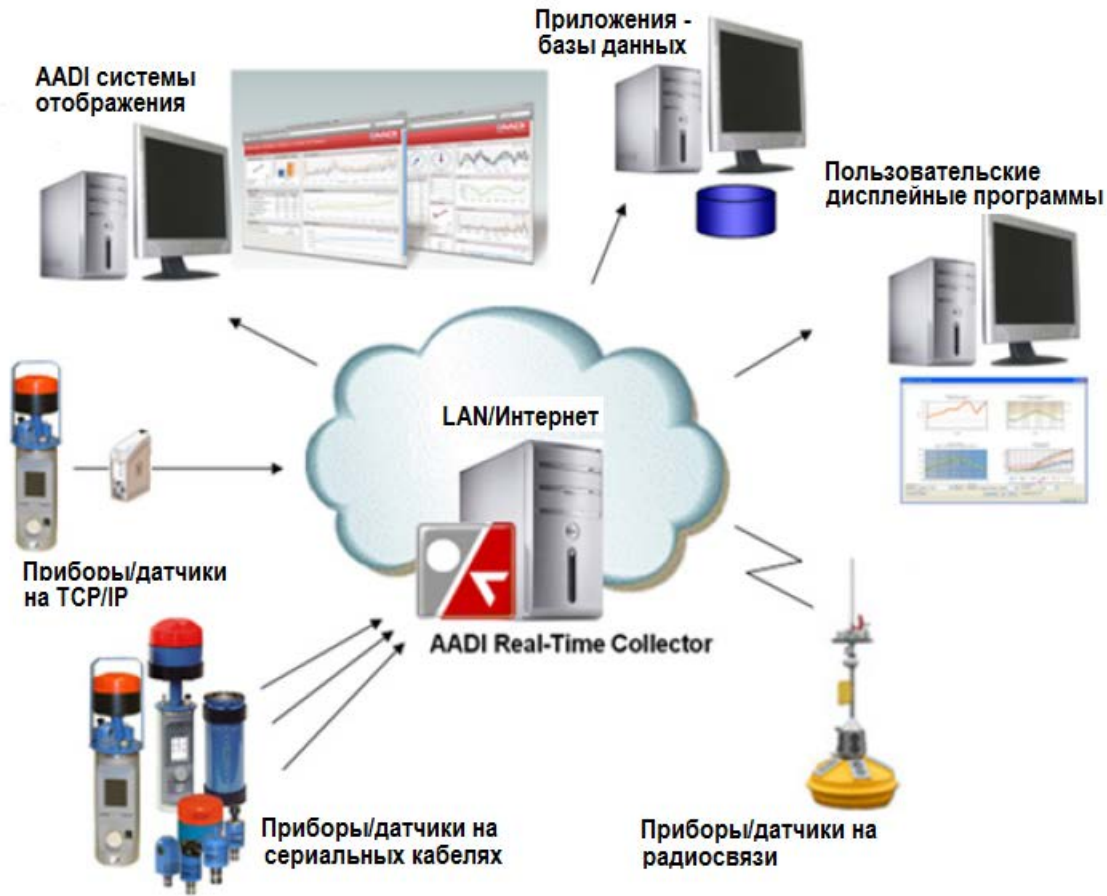 Приложения -
базы данных
AADI системы
отображения
Пользовательские
дисплейные программы
LAN/Интернет
Приборы/датчики
на TCP/IP
AADI Real-Time Collector
Приборы/датчики на
сериальных кабелях
Приборы/датчики на
радиосвязи